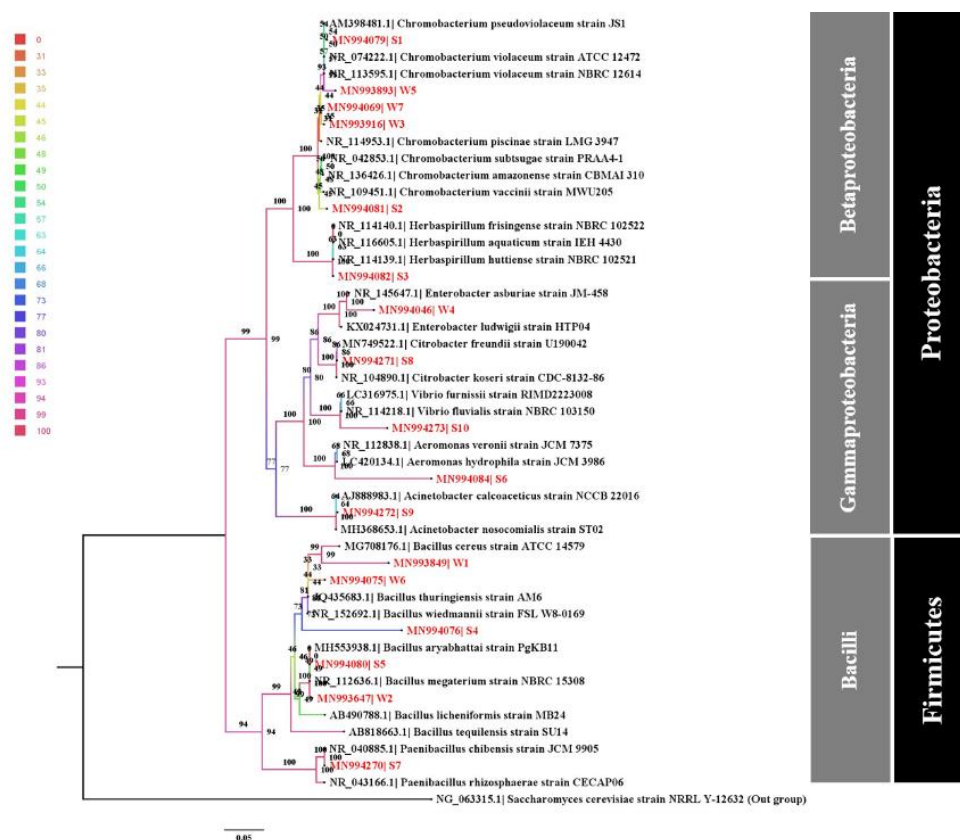 0
31
33
35
44
45
46
48
49
50
54
57
63
64
66
68
73
77
80
81
86
93
94
99
100
AM398481.1| Chromobacterium pseudoviolaceum strain JS1
MN994079| S1
NR_074222.1| Chromobacterium violaceum strain ATCC 12472
NR_113595.1| Chromobacterium violaceum strain NBRC 12614
MN993893| W5
MN994069| W7
MN993916| W3
NR_114953.1| Chromobacterium piscinae strain LMG 3947
NR_042853.1| Chromobacterium subtsugae strain PRAA4-1
NR_136426.1| Chromobacterium amazonense strain CBMAI 310
NR_109451.1| Chromobacterium vaccinii strain MWU205
MN994081| S2
NR_114140.1| Herbaspirillum frisingense strain NBRC 102522
NR_116605.1| Herbaspirillum aquaticum strain IEH 4430
NR_114139.1| Herbaspirillum huttiense strain NBRC 102521
MN994082| S3
NR_145647.1| Enterobacter asburiae strain JM-458
MN994046| W4
KX024731.1| Enterobacter ludwigii strain HTP04
MN749522.1| Citrobacter freundii strain U190042
MN994271| S8
NR_104890.1| Citrobacter koseri strain CDC-8132-86
LC316975.1| Vibrio furnissii strain RIMD2223008
NR_114218.1| Vibrio fluvialis strain NBRC 103150
MN994273| S10
NR_112838.1| Aeromonas veronii strain JCM 7375
LC420134.1| Aeromonas hydrophila strain JCM 3986
MN994084| S6
AJ888983.1| Acinetobacter calcoaceticus strain NCCB 22016
MN994272| S9
MH368653.1| Acinetobacter nosocomialis strain ST02
MG708176.1| Bacillus cereus strain ATCC 14579
MN993849| W1
MN994075| W6
JQ435683.1| Bacillus thuringiensis strain AM6
NR_152692.1| Bacillus wiedmannii strain FSL W8-0169
MN994076| S4
MH553938.1| Bacillus aryabhattai strain PgKB11
MN994080| S5
NR_112636.1| Bacillus megaterium strain NBRC 15308
MN993647| W2
AB490788.1| Bacillus licheniformis strain MB24
AB818663.1| Bacillus tequilensis strain SU14
NR_040885.1| Paenibacillus chibensis strain JCM 9905
MN994270| S7
NR_043166.1| Paenibacillus rhizosphaerae strain CECAP06
NG_063315.1| Saccharomyces cerevisiae strain NRRL Y-12632 (Out group)
0.05
Betaproteobacteria
Gammaproteobacteria
Bacilli
Proteobacteria
Firmicutes